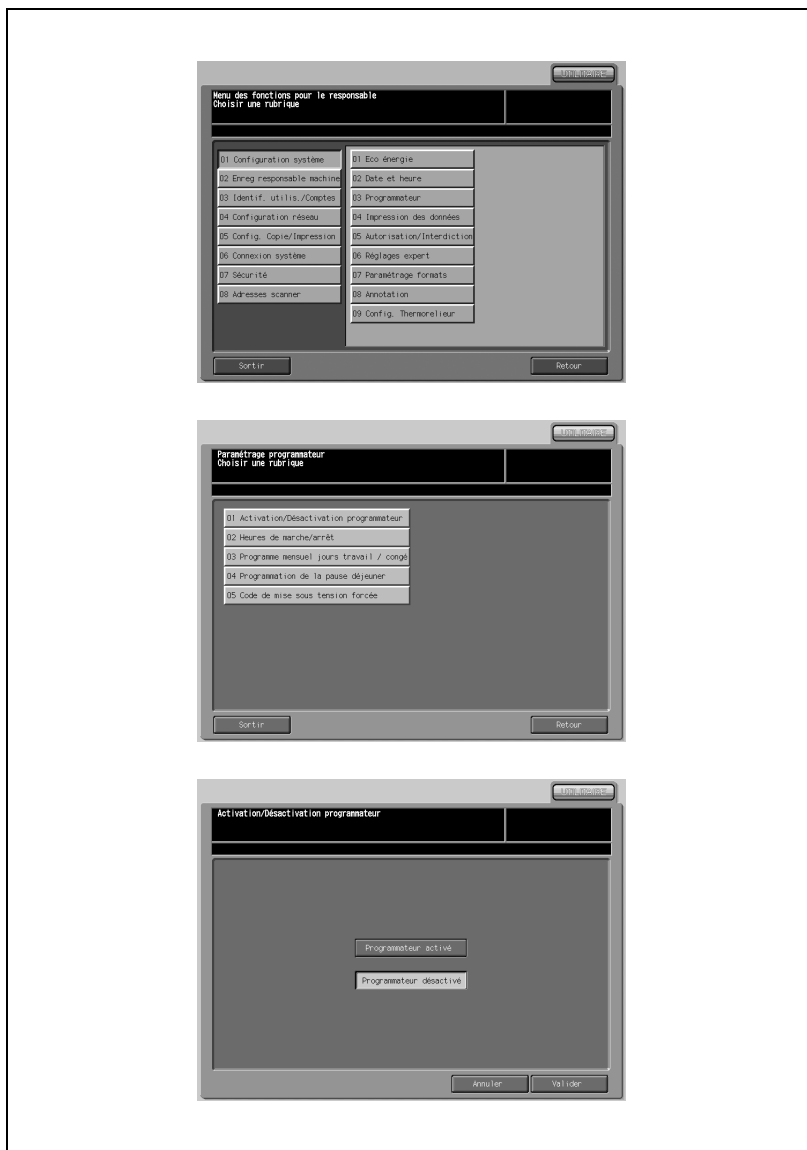 UTILITAIRE
Menu des fonctions pour le responsable
Choisir une rubrique
01 Configuration système
02 Enreg responsable machine
03 Identif. utilis./Comptes
04 Configuration réseau
05 Config. Copie/Impression
06 Connexion système
07 Sécurité
08 Adresses scanner
01 Eco énergie
02 Date et heure
03 Programmateur
04 Impression des données
05 Autorisation/Interdiction
06 Réglages expert
07 Paramétrage formats
08 Annotation
09 Config. Thermorelieur
Sortir
Retour
UTILITAIRE
Paramétrage programmateur
Choisir une rubrique
01 Activation/Désactivation programmateur
02 Heures de marche/arrêt
03 Programme mensuel jours travail / congé
04 Programmation de la pause déjeuner
05 Code de mise sous tension forcée
Sortir
Retour
UTILITAIRE
Activation/Désactivation programmateur
Programmateur activé
Programmateur désactivé
Annuler
Valider